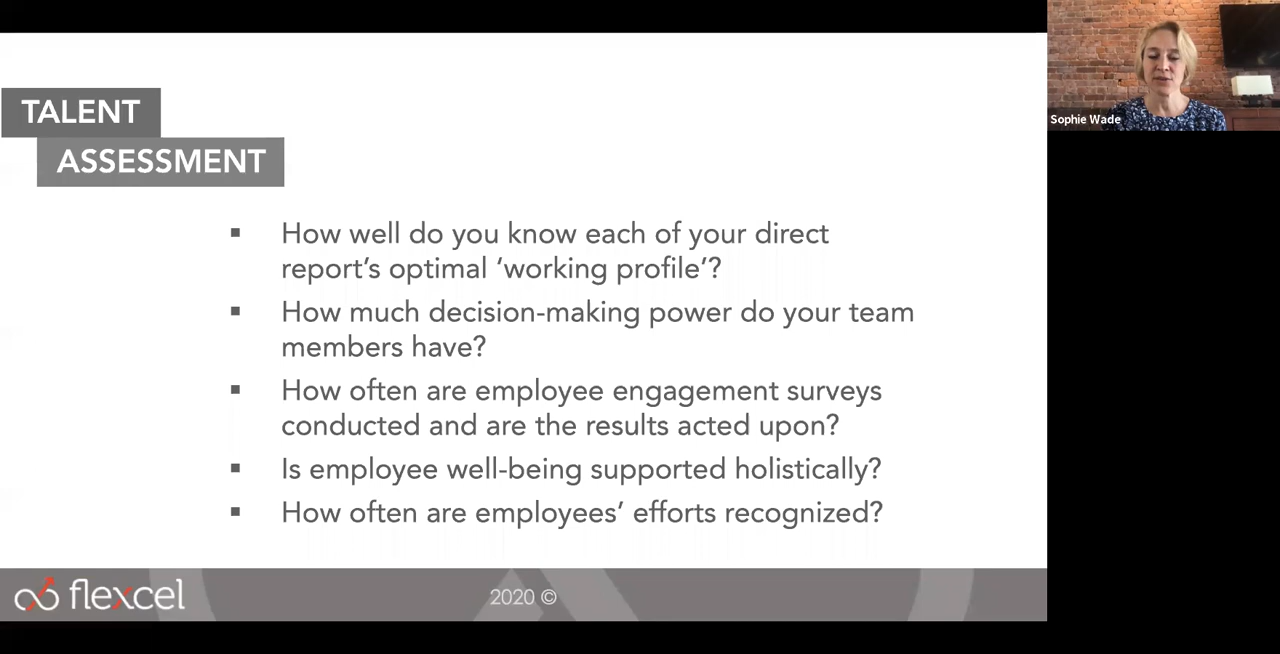 TALENT
ASSESSMENT
Sophie Wade
▪ How well do you know each of your direct
report’s optimal ‘working profile’?
▪ How much decision-making power do your team
members have?
▪ How often are employee engagement surveys
conducted and are the results acted upon?
▪ Is employee well-being supported holistically?
▪ How often are employees’ efforts recognized?
flexcel
2020 ©